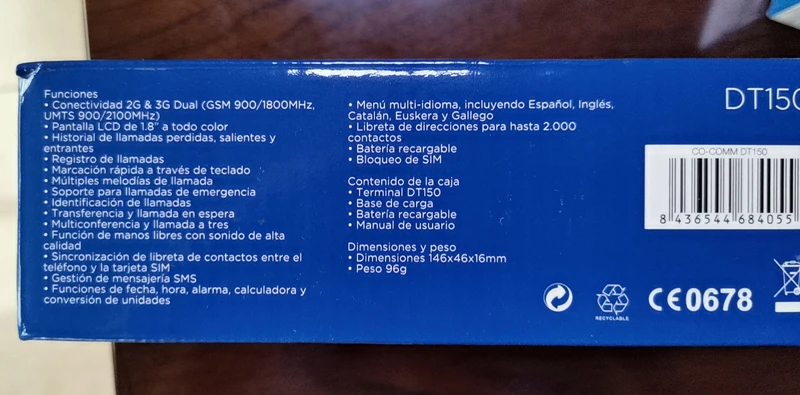 Funciones
• Conectividad 2G & 3G Dual (GSM 900/1800MHz,
UMTS 900/2100MHz)
• Pantalla LCD de 1.8" a todo color
• Historial de llamadas perdidas, salientes y
entrantes
• Registro de llamadas
• Marcación rápida a través de teclado
• Múltiples melodías de llamada
• Soporte para llamadas de emergencia
• Identificación de llamadas
• Transferencia y llamada en espera
• Multiconferencia y llamada a tres
• Función de manos libres con sonido de alta
calidad
• Sincronización de libreta de contactos entre el
teléfono y la tarjeta SIM
• Gestión de mensajería SMS
• Funciones de fecha, hora, alarma, calculadora y
conversión de unidades
• Menú multi-idioma, incluyendo Español, Inglés,
Catalán, Euskera y Gallego
• Libreta de direcciones para hasta 2.000
contactos
• Batería recargable
• Bloqueo de SIM
Contenido de la caja
• Terminal DT150
• Base de carga
• Batería recargable
• Manual de usuario
Dimensiones y peso
• Dimensiones 146x46x16mm
• Peso 96g
DT150
CO-COMM DT150
8 436544 684055
RECYCLABLE
CE0678